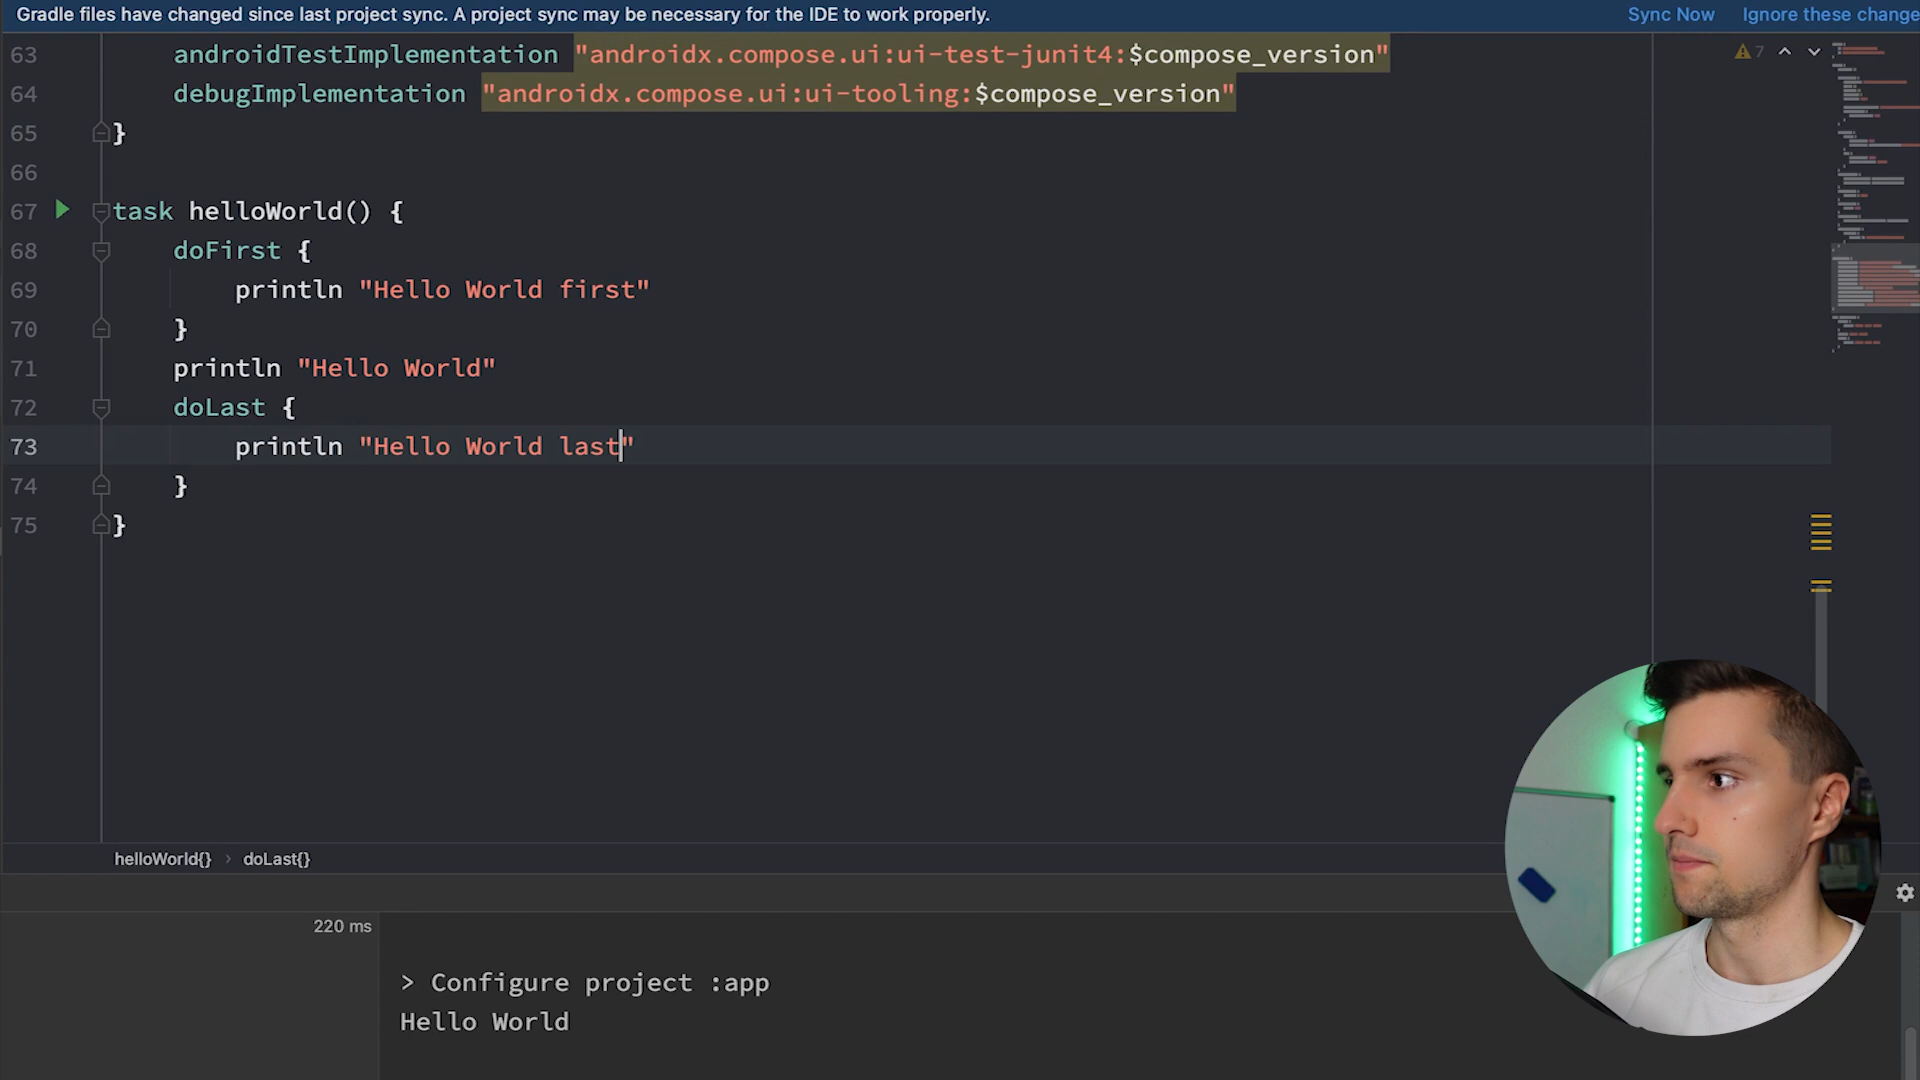 Gradle files have changed since last project sync. A project sync may be necessary for the IDE to work properly. Sync Now Ignore these change
63 androidTestImplementation "androidx.compose.ui:ui-test-junit4:$compose_version" 7
64 debugImplementation "androidx.compose.ui:ui-tooling:$compose_version"
65 }
66
67 task helloWorld() {
68 doFirst {
69 println "Hello World first"
70 }
71 println "Hello World"
72 doLast {
73 println "Hello World last"
74 }
75 }
helloWorld{} › doLast{}
220 ms
> Configure project :app
Hello World